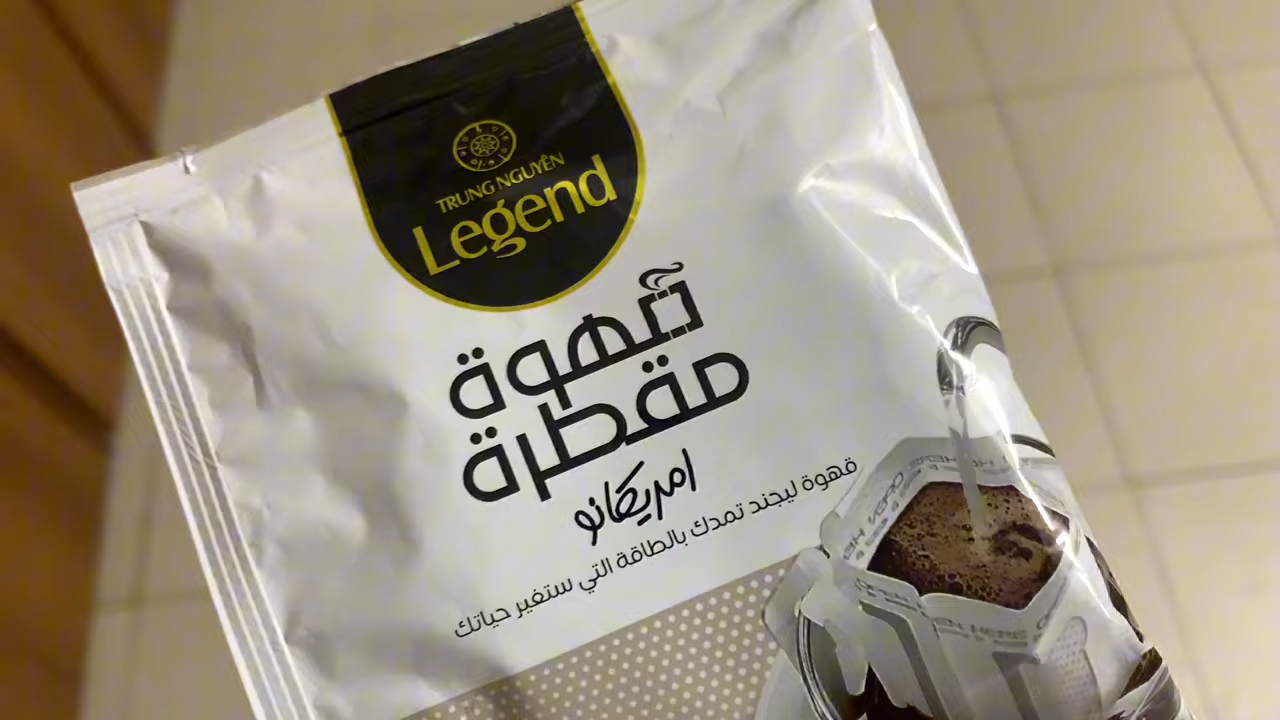 TRUNG NGUYÊN
Legend
قهوة
مقطرة
امريكانو
قهوة ليجند تمدك بالطاقة التي ستغير حياتك